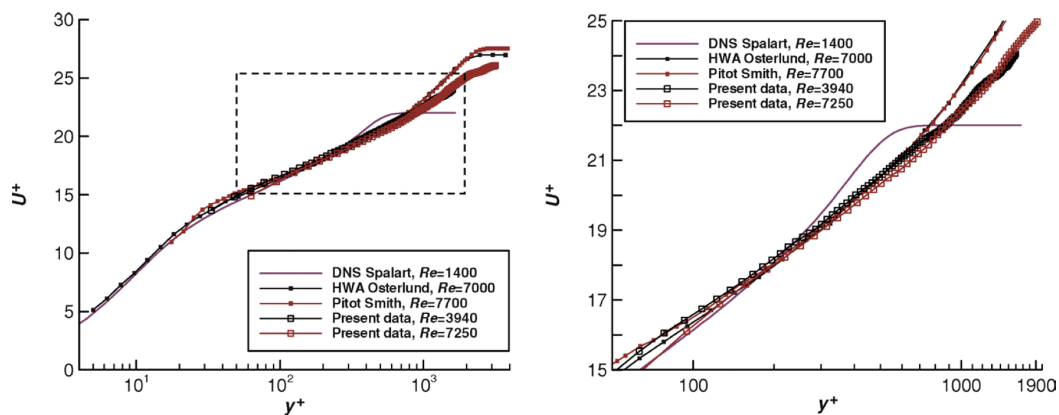 30
25
20
15
10
5
0
U⁺
DNS Spalart, Re=1400
HWA Osterlund, Re=7000
Pitot Smith, Re=7700
Present data, Re=3940
Present data, Re=7250
10¹ 10² 10³
y⁺
25
23
21
19
17
15
U⁺
DNS Spalart, Re=1400
HWA Osterlund, Re=7000
Pitot Smith, Re=7700
Present data, Re=3940
Present data, Re=7250
100 1000 1900
y⁺